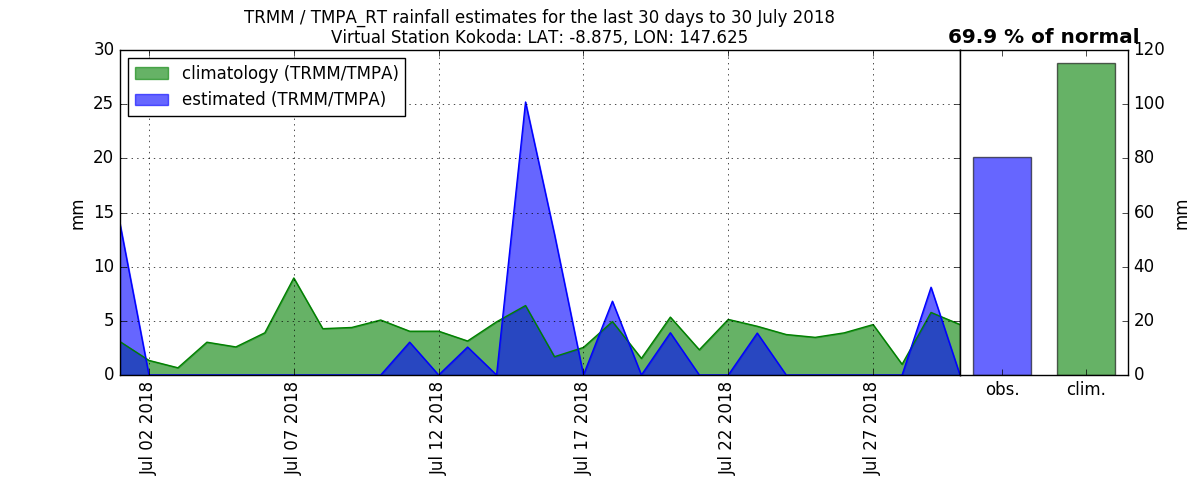 TRMM / TMPA_RT rainfall estimates for the last 30 days to 30 July 2018
Virtual Station Kokoda: LAT: -8.875, LON: 147.625
69.9 % of normal
climatology (TRMM/TMPA)
estimated (TRMM/TMPA)
30
25
20
15
10
5
0
mm
Jul 02 2018
Jul 07 2018
Jul 12 2018
Jul 17 2018
Jul 22 2018
Jul 27 2018
obs.
clim.
120
100
80
60
40
20
0
mm